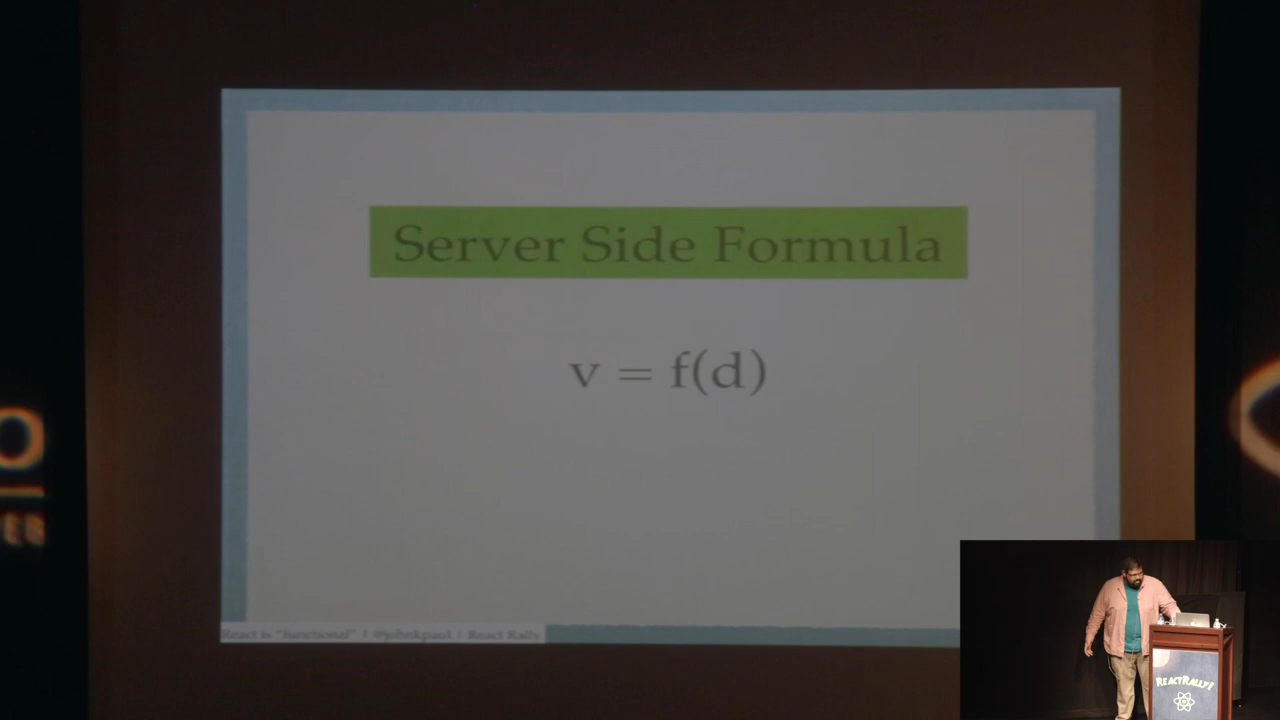 Server Side Formula
v = f(d)
React is "functional" | @johnkpaul | React Rally
REACTRALLY!